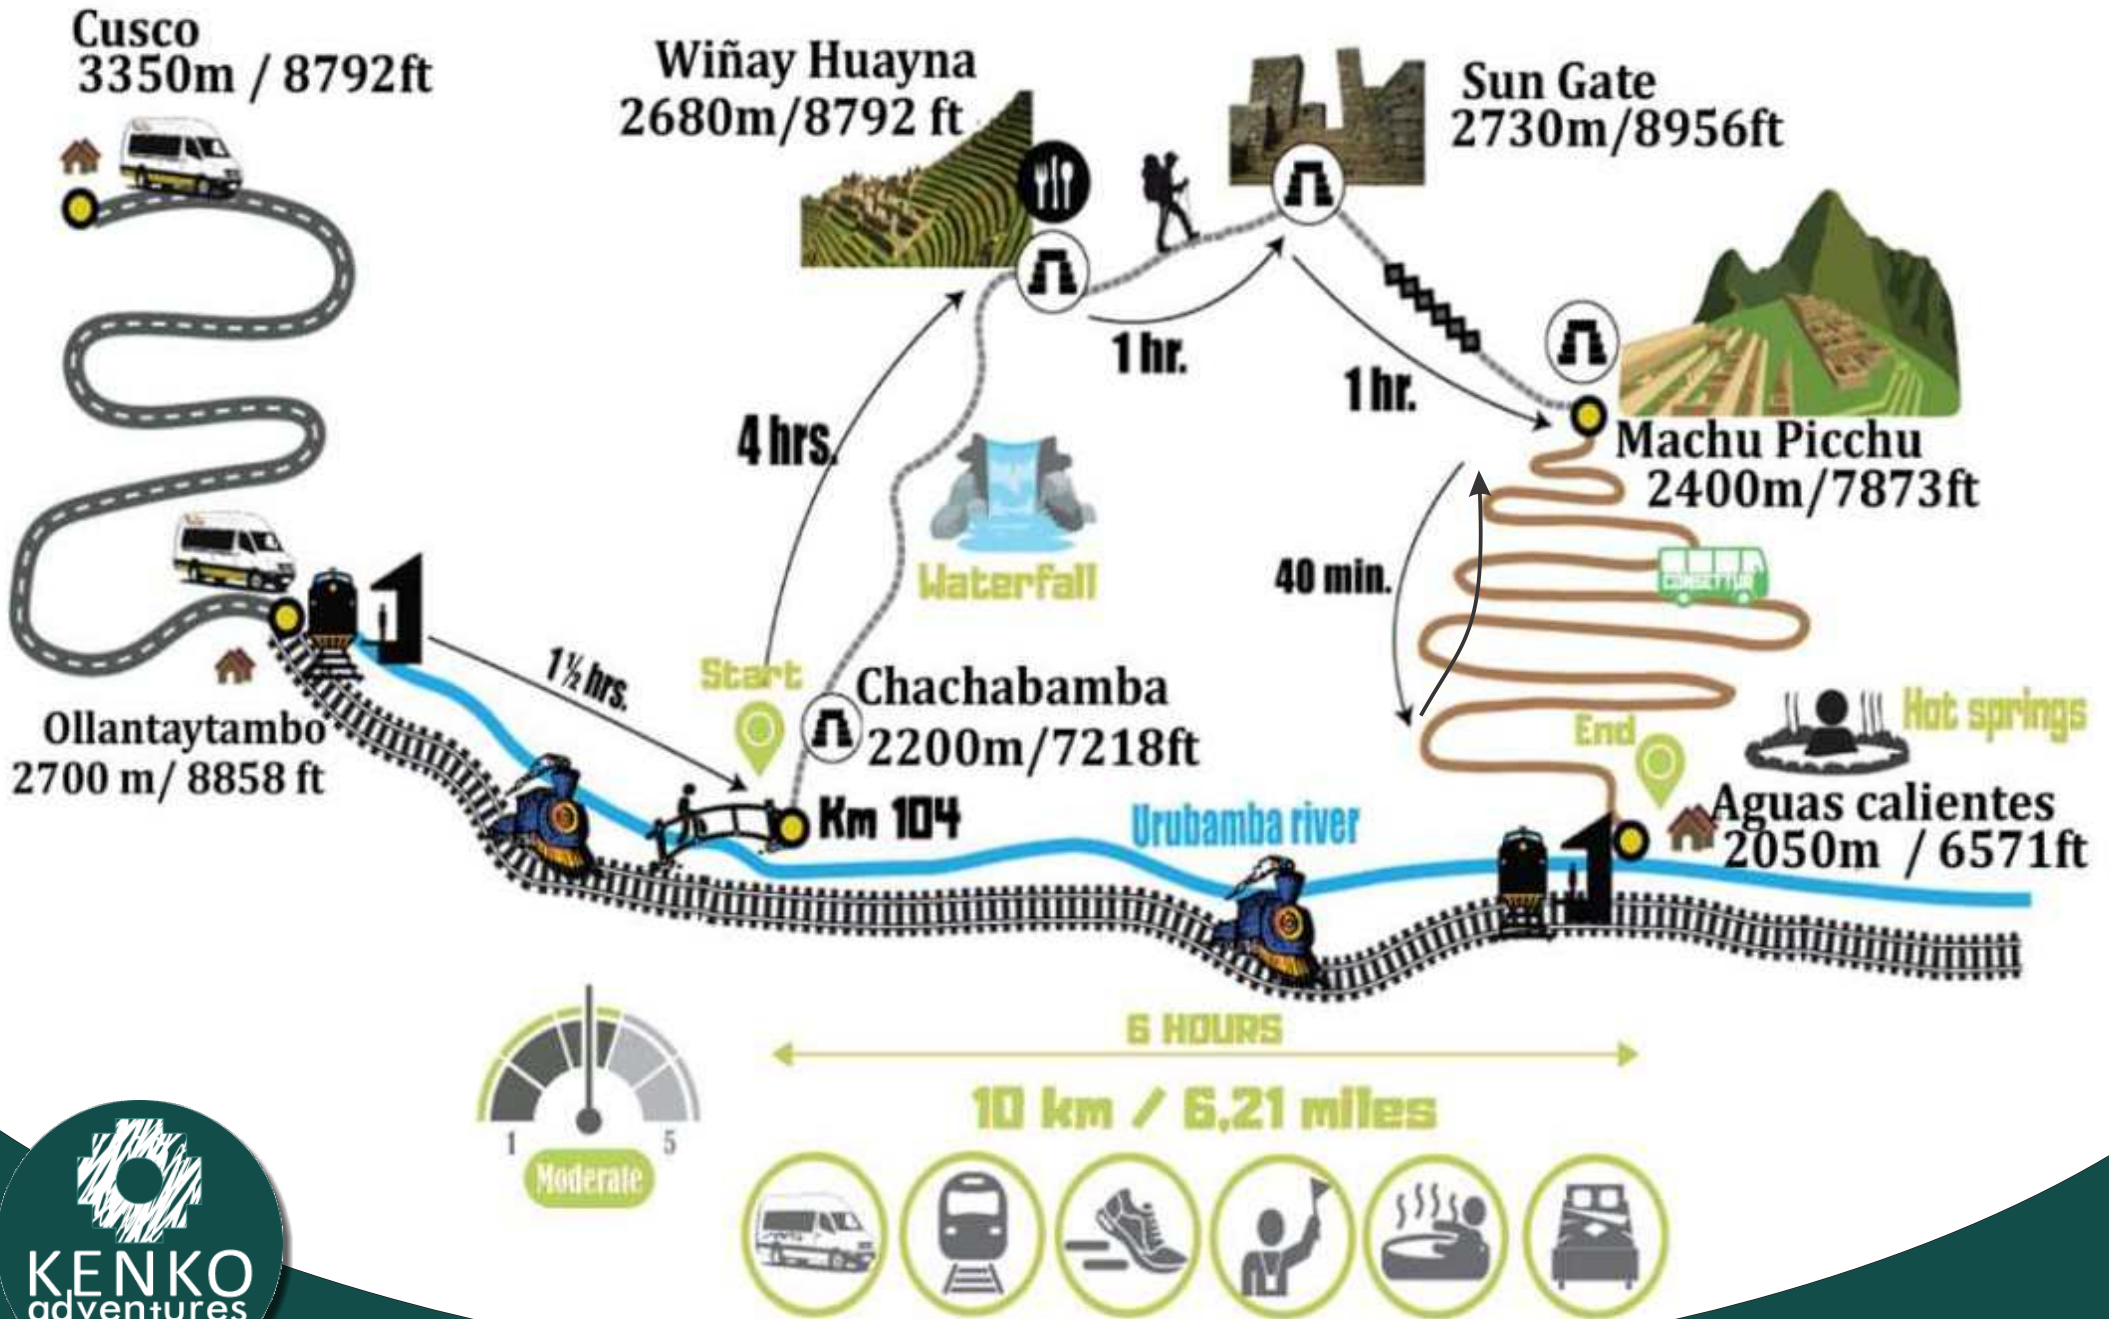 Cusco
3350m / 8792ft
Wiñay Huayna
2680m/8792 ft
Sun Gate
2730m/8956ft
1 hr.
1 hr.
4 hrs.
Machu Picchu
2400m/7873ft
Waterfall
40 min.
CONSETTUR
1 ½ hrs.
Start
Chachabamba
2200m/7218ft
Ollantaytambo
2700 m/ 8858 ft
Km 104
Urubamba river
End
Hot springs
Aguas calientes
2050m / 6571ft
6 HOURS
10 km / 6,21 miles
1
5
Moderate
KENKO
adventures